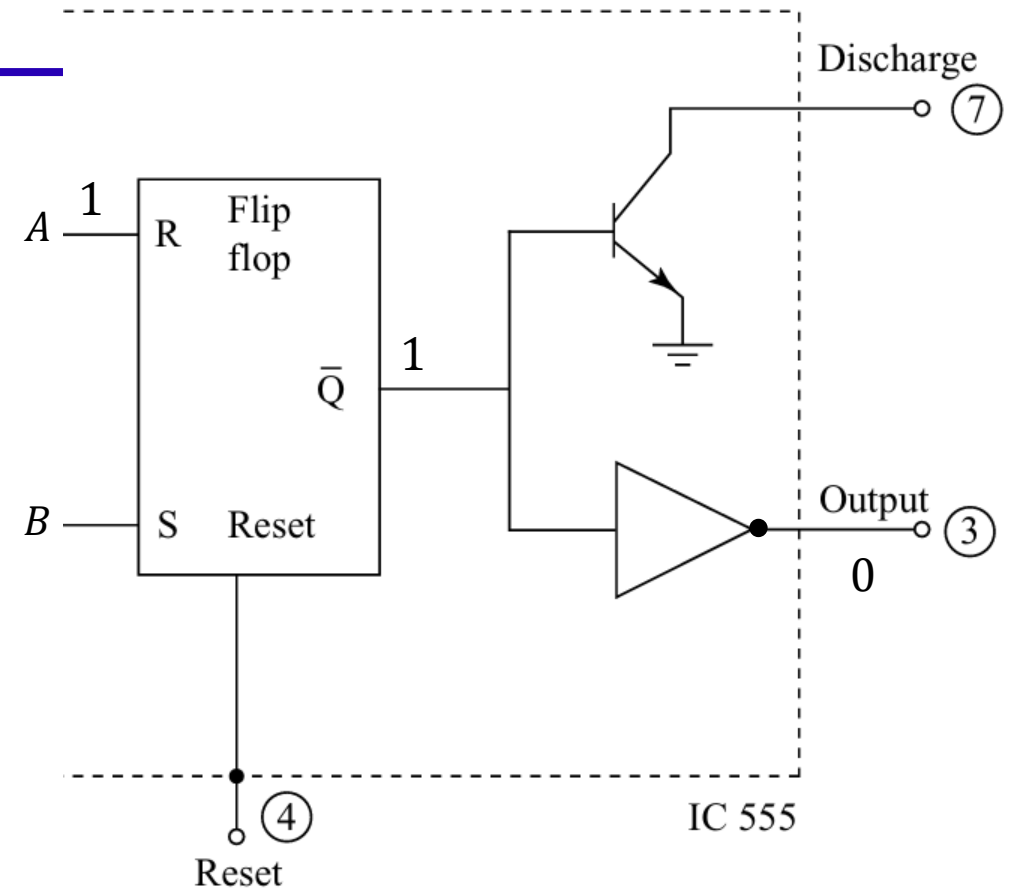 Discharge
7
1
A
R
Flip
flop
1
Q̅
B
S
Reset
Output
3
0
4
IC 555
Reset